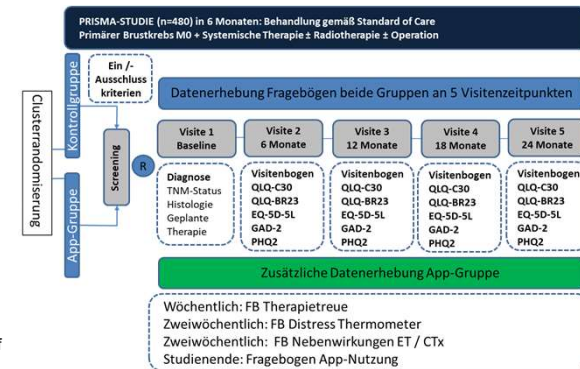 PRISMA-STUDIE (n=480) in 6 Monaten: Behandlung gemäß Standard of Care
Primärer Brustkrebs M0 + Systemische Therapie ± Radiotherapie ± Operation
Clusterrandomiserung
Kontrollgruppe
App-Gruppe
Ein /-
Ausschluss
kriterien
Screening
R
Datenerhebung Fragebögen beide Gruppen an 5 Visitenzeitpunkten
Visite 1
Baseline
Visite 2
6 Monate
Visite 3
12 Monate
Visite 4
18 Monate
Visite 5
24 Monate
Diagnose
TNM-Status
Histologie
Geplante
Therapie
Visitenbogen
QLQ-C30
QLQ-BR23
EQ-5D-5L
GAD-2
PHQ2
Visitenbogen
QLQ-C30
QLQ-BR23
EQ-5D-5L
GAD-2
PHQ2
Visitenbogen
QLQ-C30
QLQ-BR23
EQ-5D-5L
GAD-2
PHQ2
Visitenbogen
QLQ-C30
QLQ-BR23
EQ-5D-5L
GAD-2
PHQ2
Zusätzliche Datenerhebung App-Gruppe
Wöchentlich: FB Therapietreue
Zweiwöchentlich: FB Distress Thermometer
Zweiwöchentlich: FB Nebenwirkungen ET / CTx
Studienende: Fragebogen App-Nutzung
f